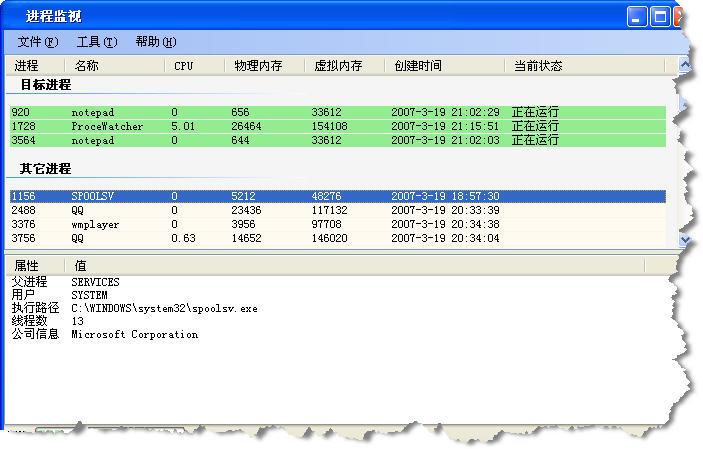 进程监视
文件(F) 工具(T) 帮助(H)
进程 名称 CPU 物理内存 虚拟内存 创建时间 当前状态
目标进程
920 notepad 0 656 33612 2007-3-19 21:02:29 正在运行
1728 ProceWatcher 5.01 26464 154108 2007-3-19 21:15:51 正在运行
3564 notepad 0 644 33612 2007-3-19 21:02:03 正在运行
其它进程
1156 SPOOLSV 0 5212 48276 2007-3-19 18:57:30
2488 QQ 0 23436 117132 2007-3-19 20:33:39
3376 wmplayer 0 3956 97708 2007-3-19 20:34:38
3756 QQ 0.63 14652 146020 2007-3-19 20:34:04
属性 值
父进程 SERVICES
用户 SYSTEM
执行路径 C:\WINDOWS\system32\spoolsv.exe
线程数 13
公司信息 Microsoft Corporation